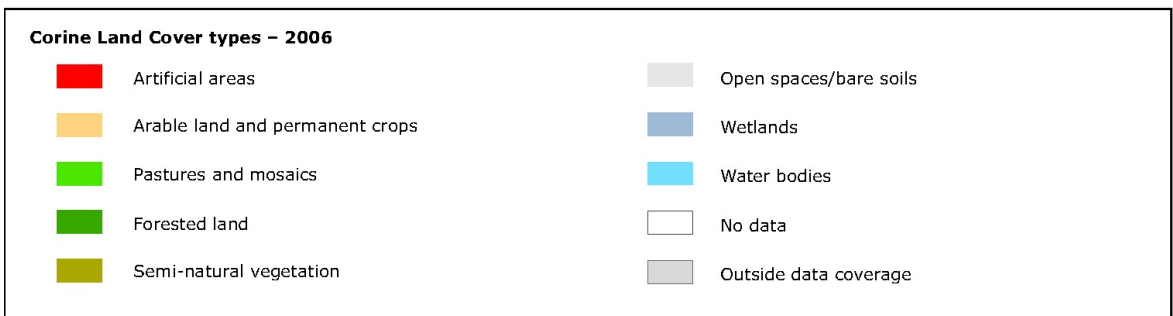 Corine Land Cover types – 2006
Artificial areas
Arable land and permanent crops
Pastures and mosaics
Forested land
Semi-natural vegetation
Open spaces/bare soils
Wetlands
Water bodies
No data
Outside data coverage